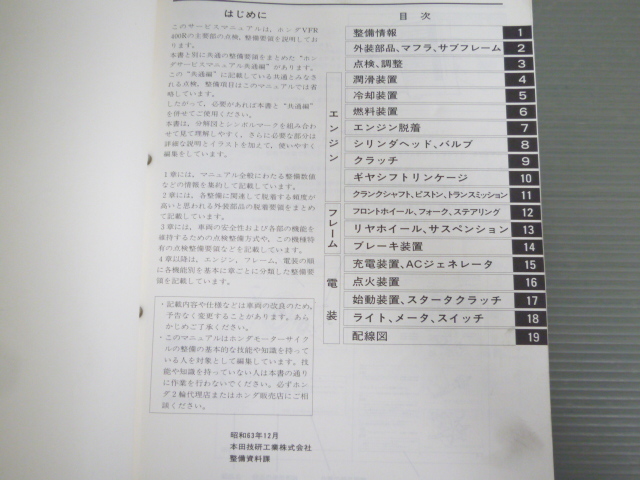 はじめに
このサービスマニュアルは、ホンダVFR
400Rの主要部の点検、整備要領を説明してお
ります。
本書と別に共通の整備要領をまとめた“ホン
ダサービスマニュアル共通編”があります。
この“共通編”に記載している共通とみなさ
れる点検、整備項目はこのマニュアルでは省
略しています。
したがって、必要があれば本書と“共通編”
を併せてご使用ください。
本書は、分解図とシンボルマークを組み合わ
せて見て理解しやすく、さらに必要な部分は
詳細な説明とイラストを加えて、使いやすく
編集をしています。
1章には、マニュアル全般にわたる整備数値
などの情報を集約して記載しています。
2章には、各整備に関連して脱着する頻度が
高いと思われる外装部品の脱着要領をまとめ
て記載しています。
3章には、車両の安全性および各部の機能を
維持するための点検整備方式や、この機種特
有の点検整備要領などを記載しています。
4章以降は、エンジン、フレーム、電装の順
に各機能別を基本に章ごとに分類した整備要
領を記載しています。
・記載内容や仕様などは車両の改良のため、
予告なく変更することがあります。あら
かじめご了承ください。
・このマニュアルはホンダモーターサイク
ルの整備の基本的な技能や知識を持って
いる人を対象として編集しています。技
能や知識を持っていない人は本書の通り
に作業を行わないでください。必ずホン
ダ2輪代理店またはホンダ販売店にご相
談ください。
昭和63年12月
本田技研工業株式会社
整備資料課
目次
整備情報 1
外装部品、マフラ、サブフレーム 2
点検、調整 3
エンジン
潤滑装置 4
冷却装置 5
燃料装置 6
エンジン脱着 7
シリンダヘッド、バルブ 8
クラッチ 9
ギヤシフトリンケージ 10
クランクシャフト、ピストン、トランスミッション 11
フレーム
フロントホイール、フォーク、ステアリング 12
リヤホイール、サスペンション 13
ブレーキ装置 14
電装
充電装置、ACジェネレータ 15
点火装置 16
始動装置、スタータクラッチ 17
ライト、メータ、スイッチ 18
配線図 19